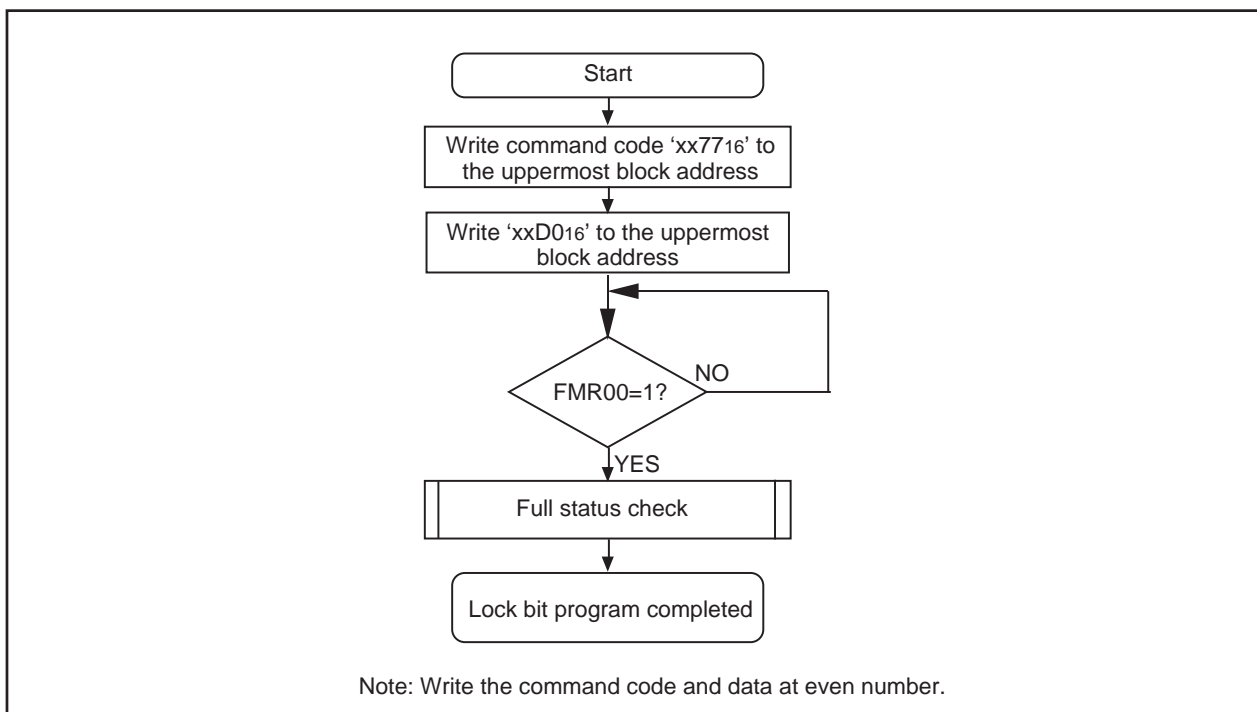 Start
Write command code ‘xx7716’ to
the uppermost block address
Write ‘xxD016’ to the uppermost
block address
FMR00=1?
NO
YES
Full status check
Lock bit program completed
Note: Write the command code and data at even number.